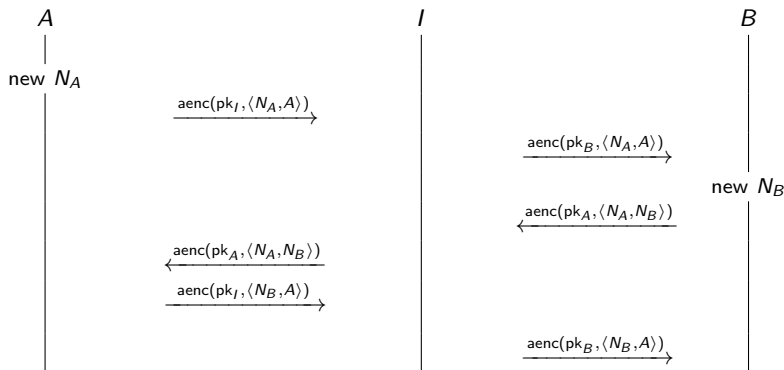 A I B
new N_A
aenc(pk_I,⟨N_A,A⟩)
aenc(pk_B,⟨N_A,A⟩)
new N_B
aenc(pk_A,⟨N_A,N_B⟩)
aenc(pk_A,⟨N_A,N_B⟩)
aenc(pk_I,⟨N_B,A⟩)
aenc(pk_B,⟨N_B,A⟩)